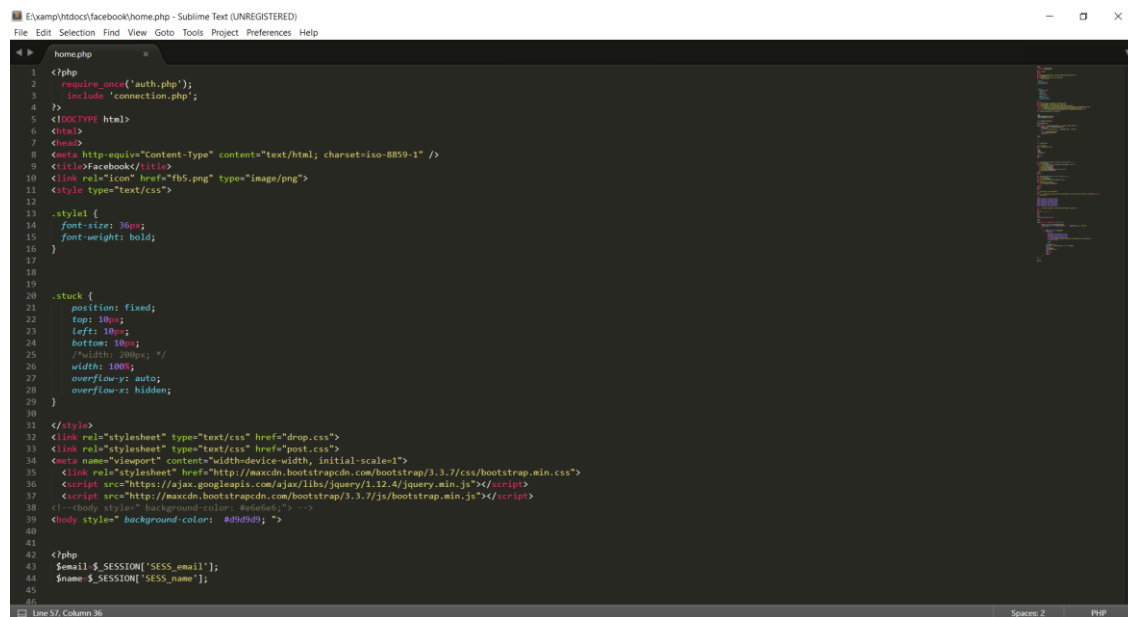 E:\xamp\htdocs\facebook\home.php - Sublime Text (UNREGISTERED)
File Edit Selection Find View Goto Tools Project Preferences Help
home.php ×
1 <?php
2 require_once('auth.php');
3 include 'connection.php';
4 ?>
5 <!DOCTYPE html>
6 <html>
7 <head>
8 <meta http-equiv="Content-Type" content="text/html; charset=iso-8859-1" />
9 <title>Facebook</title>
10 <link rel="icon" href="fb5.png" type="image/png">
11 <style type="text/css">
12
13 .style1 {
14 font-size: 36px;
15 font-weight: bold;
16 }
17
18
19
20 .stuck {
21 position: fixed;
22 top: 10px;
23 left: 10px;
24 bottom: 10px;
25 /*width: 200px; */
26 width: 100%;
27 overflow-y: auto;
28 overflow-x: hidden;
29 }
30
31 </style>
32 <link rel="stylesheet" type="text/css" href="drop.css">
33 <link rel="stylesheet" type="text/css" href="post.css">
34 <meta name="viewport" content="width=device-width, initial-scale=1">
35 <link rel="stylesheet" href="http://maxcdn.bootstrapcdn.com/bootstrap/3.3.7/css/bootstrap.min.css">
36 <script src="https://ajax.googleapis.com/ajax/libs/jquery/1.12.4/jquery.min.js"></script>
37 <script src="http://maxcdn.bootstrapcdn.com/bootstrap/3.3.7/js/bootstrap.min.js"></script>
38 <!--<body style=" background-color: #e6e6e6;"> -->
39 <body style=" background-color: #d9d9d9; ">
40
41
42 <?php
43 $email=$_SESSION['SESS_email'];
44 $name=$_SESSION['SESS_name'];
45
46
Line 57, Column 36 Spaces: 2 PHP